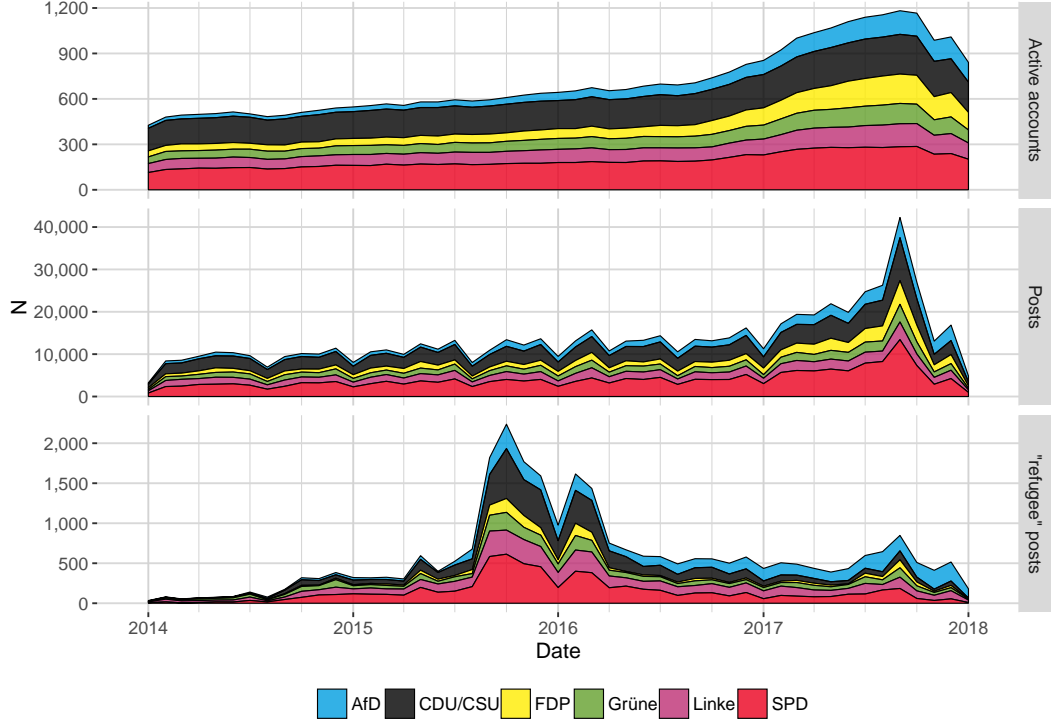 1,200
900
600
300
0
Active accounts
40,000
30,000
20,000
10,000
0
Posts
N
2,000
1,500
1,000
500
0
"refugee" posts
2014 2015 2016 2017 2018
Date
AfD CDU/CSU FDP Grüne Linke SPD